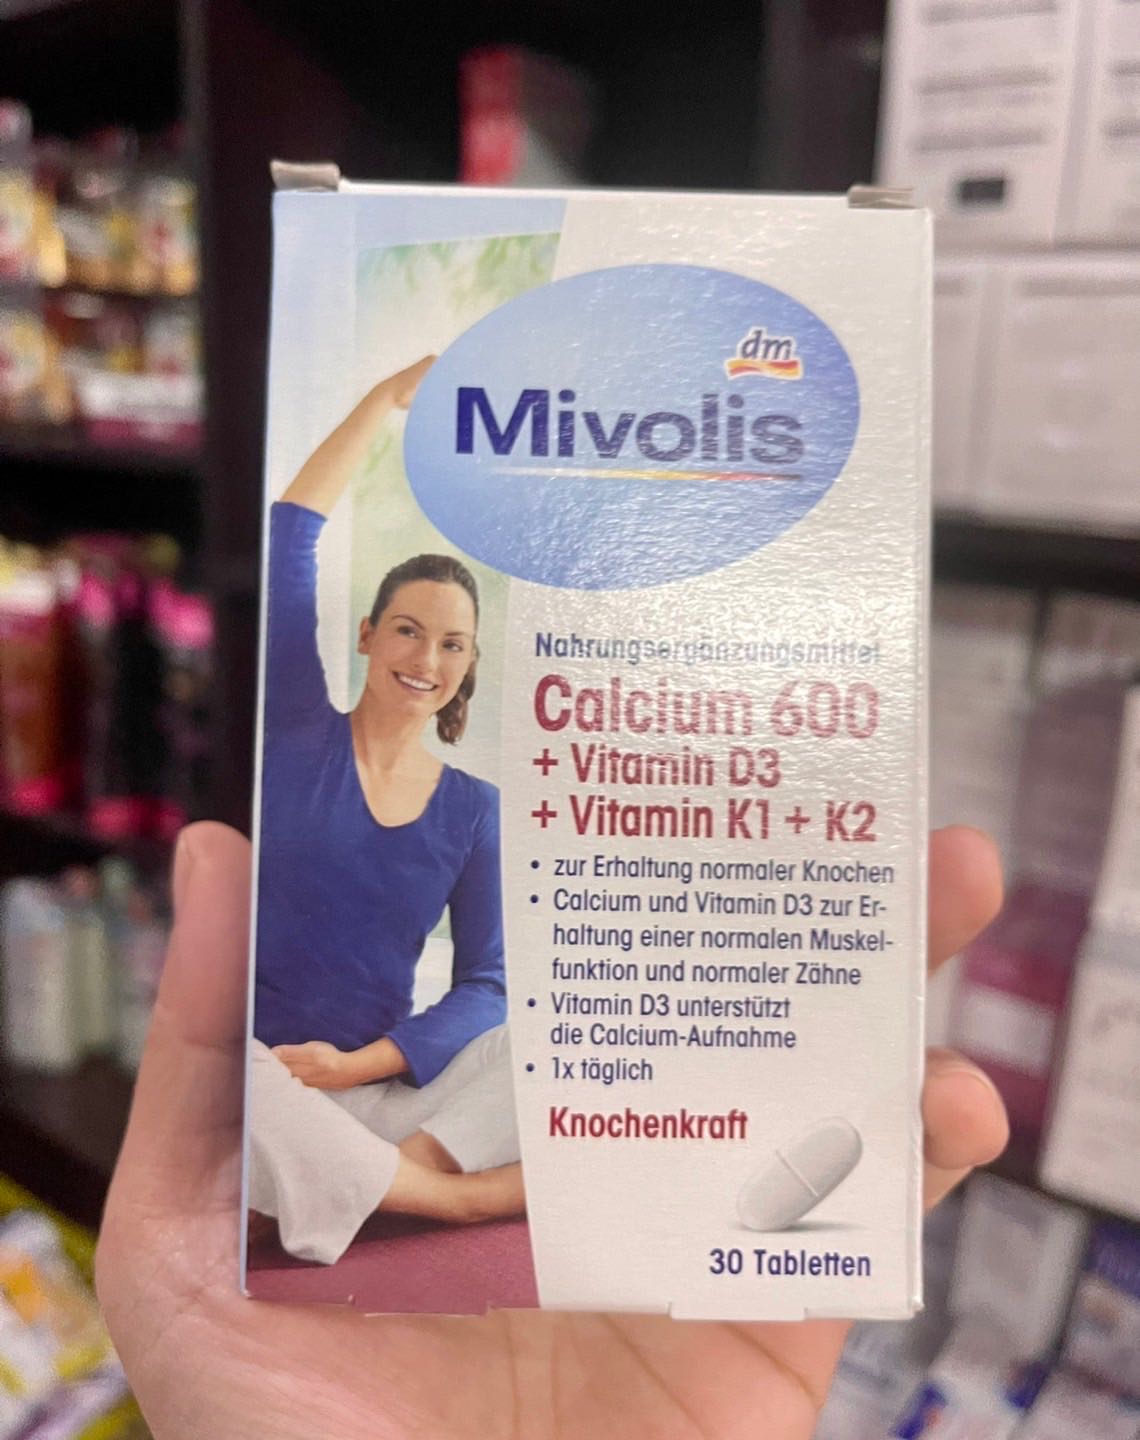 dm
Mivolis
Nahrungsergänzungsmittel
Calcium 600
+ Vitamin D3
+ Vitamin K1 + K2
• zur Erhaltung normaler Knochen
• Calcium und Vitamin D3 zur Er-
haltung einer normalen Muskel-
funktion und normaler Zähne
• Vitamin D3 unterstützt
die Calcium-Aufnahme
• 1x täglich
Knochenkraft
30 Tabletten